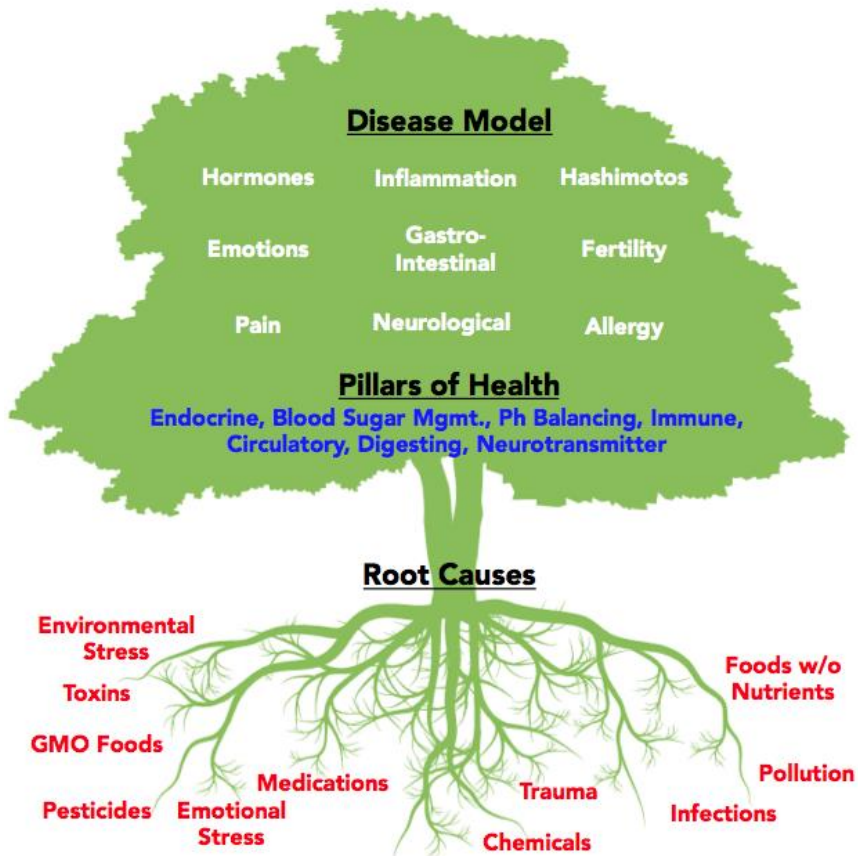 Disease Model
Hormones
Inflammation
Hashimotos
Emotions
Gastro-
Intestinal
Fertility
Pain
Neurological
Allergy
Pillars of Health
Endocrine, Blood Sugar Mgmt., Ph Balancing, Immune,
Circulatory, Digesting, Neurotransmitter
Root Causes
Environmental
Stress
Toxins
GMO Foods
Pesticides
Emotional
Stress
Medications
Chemicals
Trauma
Infections
Pollution
Foods w/o
Nutrients